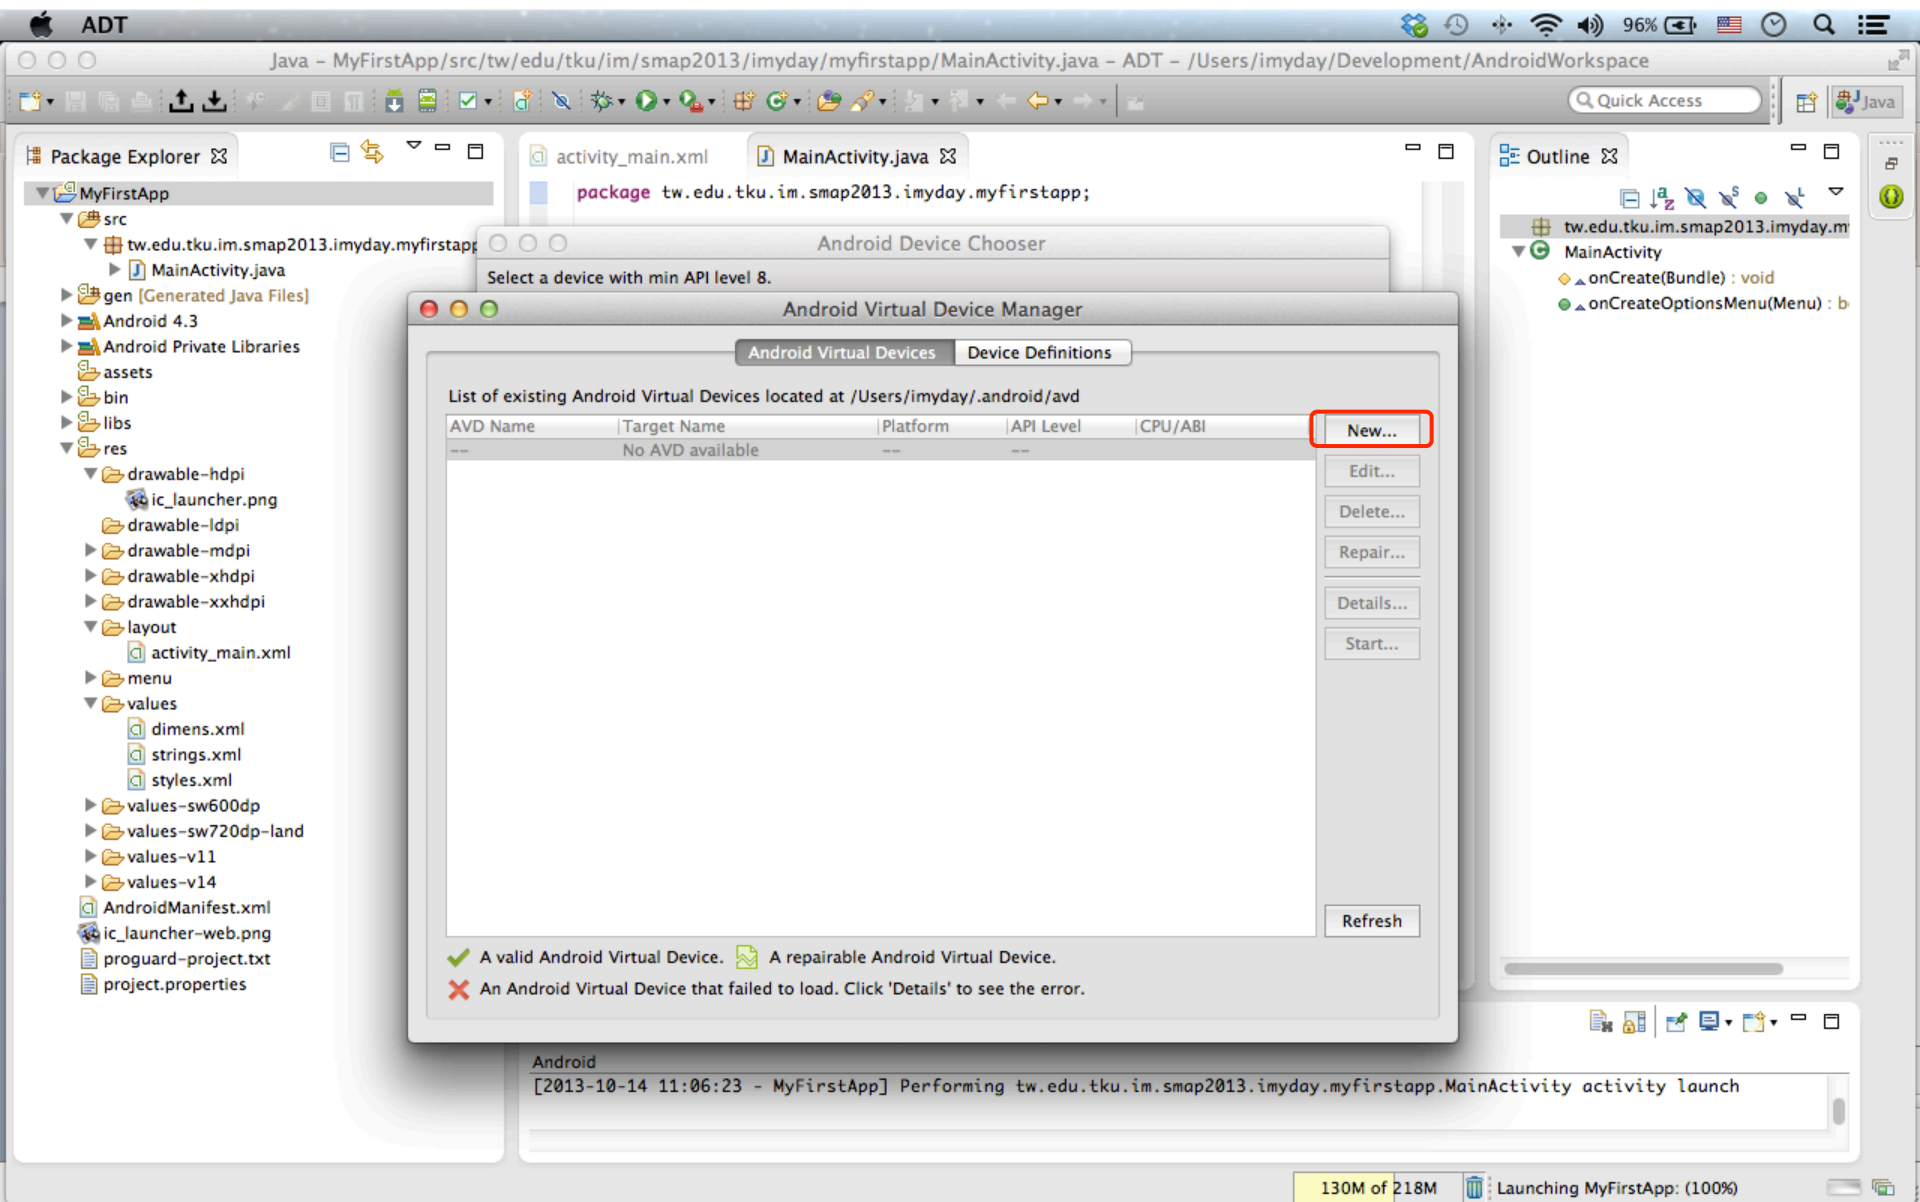 ADT
96%
Java – MyFirstApp/src/tw/edu/tku/im/smap2013/imyday/myfirstapp/MainActivity.java – ADT – /Users/imyday/Development/AndroidWorkspace
Quick Access
Java
Package Explorer
activity_main.xml
MainActivity.java
Outline
MyFirstApp
src
tw.edu.tku.im.smap2013.imyday.myfirstapp
MainActivity.java
gen [Generated Java Files]
Android 4.3
Android Private Libraries
assets
bin
libs
res
drawable-hdpi
ic_launcher.png
drawable-ldpi
drawable-mdpi
drawable-xhdpi
drawable-xxhdpi
layout
activity_main.xml
menu
values
dimens.xml
strings.xml
styles.xml
values-sw600dp
values-sw720dp-land
values-v11
values-v14
AndroidManifest.xml
ic_launcher-web.png
proguard-project.txt
project.properties
package tw.edu.tku.im.smap2013.imyday.myfirstapp;
Android Device Chooser
Select a device with min API level 8.
Android Virtual Device Manager
Android Virtual Devices
Device Definitions
List of existing Android Virtual Devices located at /Users/imyday/.android/avd
AVD Name Target Name Platform API Level CPU/ABI
-- No AVD available -- --
New...
Edit...
Delete...
Repair...
Details...
Start...
Refresh
A valid Android Virtual Device. A repairable Android Virtual Device.
An Android Virtual Device that failed to load. Click 'Details' to see the error.
tw.edu.tku.im.smap2013.imyday.m
MainActivity
onCreate(Bundle) : void
onCreateOptionsMenu(Menu) : b
Android
[2013-10-14 11:06:23 - MyFirstApp] Performing tw.edu.tku.im.smap2013.imyday.myfirstapp.MainActivity activity launch
130M of 218M
Launching MyFirstApp: (100%)